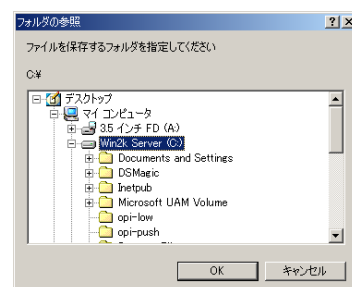 フォルダの参照
ファイルを保存するフォルダを指定してください
C:¥
デスクトップ
マイ コンピュータ
3.5 インチ FD (A:)
Win2k Server (C:)
Documents and Settings
DSMagic
Inetpub
Microsoft UAM Volume
opi-low
opi-push
OK
キャンセル